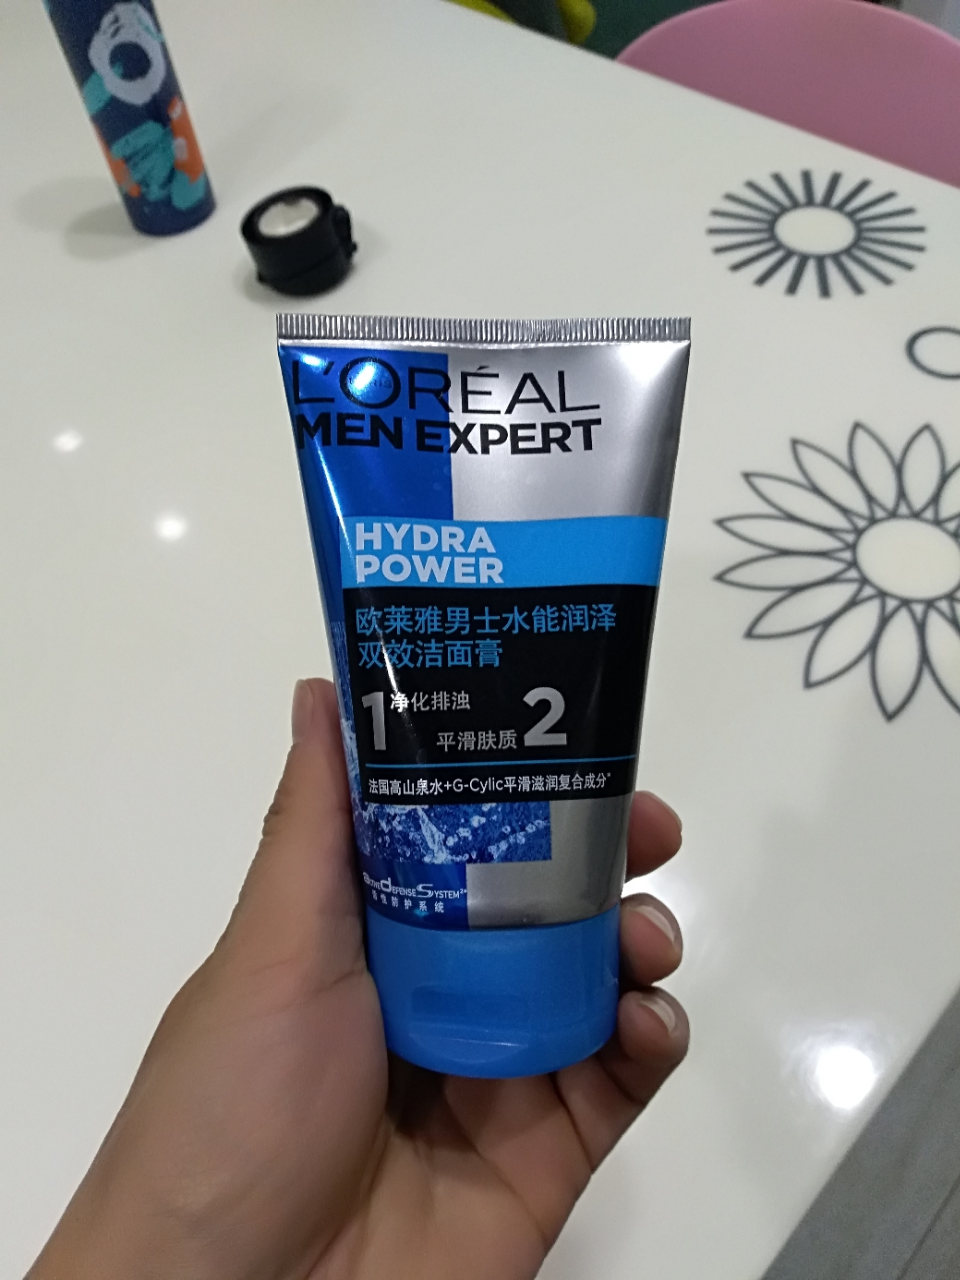 L'ORÉAL
PARIS
MEN EXPERT
HYDRA
POWER
欧莱雅男士水能润泽
双效洁面膏
1 净化排浊
平滑肤质 2
法国高山泉水+G-Cylic平滑滋润复合成分*
ACTIVE DEFENSE SYSTEM
活性防护系统